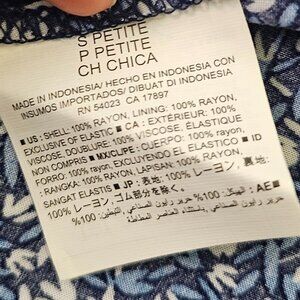 S PETITE
P PETITE
CH CHICA
MADE IN INDONESIA/ HECHO EN INDONESIA CON
INSUMOS IMPORTADOS/ DIBUAT DI INDONESIA
RN 54023 CA 17897
■ US : SHELL: 100% RAYON, LINING: 100% RAYON,
EXCLUSIVE OF ELASTIC ■ CA : EXTÉRIEUR: 100%
VISCOSE, DOUBLURE: 100% VISCOSE, ÉLASTIQUE
NON COMPRIS ■ MX/CL/PE : CUERPO: 100% rayon,
FORRO: 100% rayon, EXCLUYENDO EL ELASTICO ■ ID
: RANGKA: 100% RAYON, LAPISAN: 100% RAYON,
SANGAT ELASTIS ■ JP : 表地: 100% レーヨン, 裏地:
100% レーヨン, ゴム部分を除く.